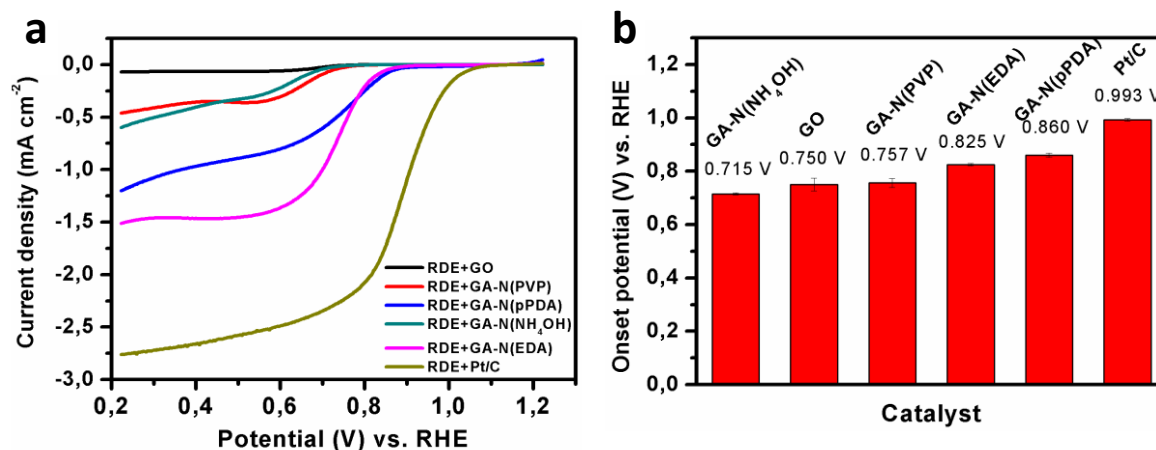 a
0,0
-0,5
-1,0
-1,5
-2,0
-2,5
-3,0
Current density (mA cm⁻²)
RDE+GO
RDE+GA-N(PVP)
RDE+GA-N(pPDA)
RDE+GA-N(NH₄OH)
RDE+GA-N(EDA)
RDE+Pt/C
0,2 0,4 0,6 0,8 1,0 1,2
Potential (V) vs. RHE
b
1,2
1,0
0,8
0,6
0,4
0,2
0,0
Onset potential (V) vs. RHE
GA-N(NH₄OH)
0.715 V
GO
0.750 V
GA-N(PVP)
0.757 V
GA-N(EDA)
0.825 V
GA-N(pPDA)
0.860 V
Pt/C
0.993 V
Catalyst